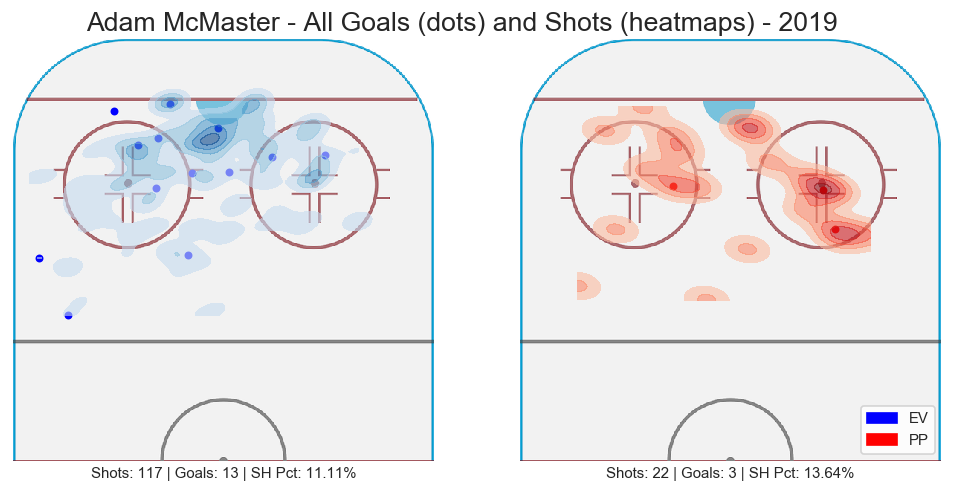 Adam McMaster - All Goals (dots) and Shots (heatmaps) - 2019
EV
PP
Shots: 117 | Goals: 13 | SH Pct: 11.11%
Shots: 22 | Goals: 3 | SH Pct: 13.64%